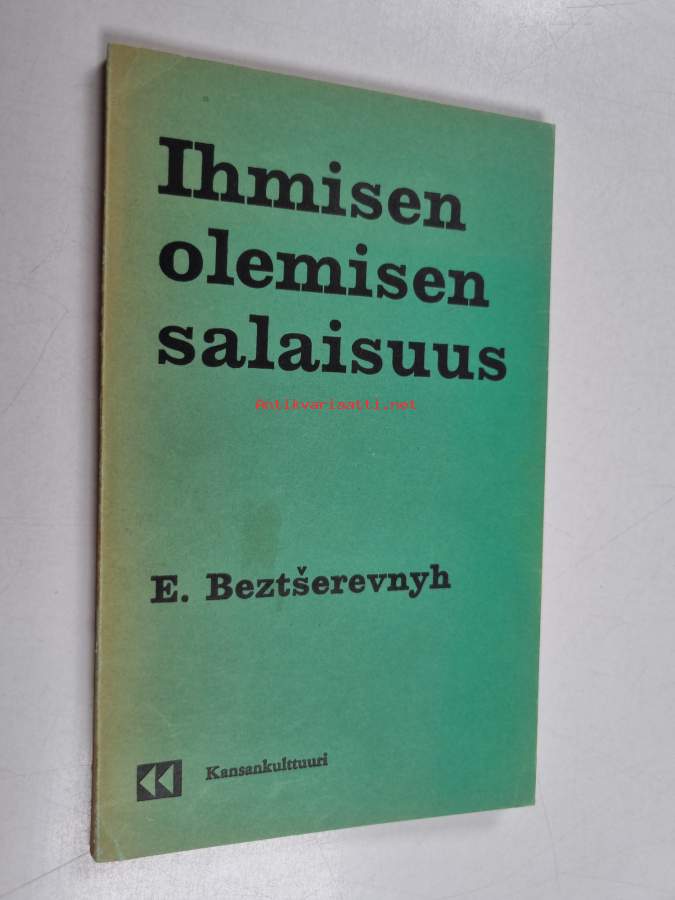 Ihmisen
olemisen
salaisuus
Antikvariaatti.net
E. Beztšerevnyh
Kansankulttuuri